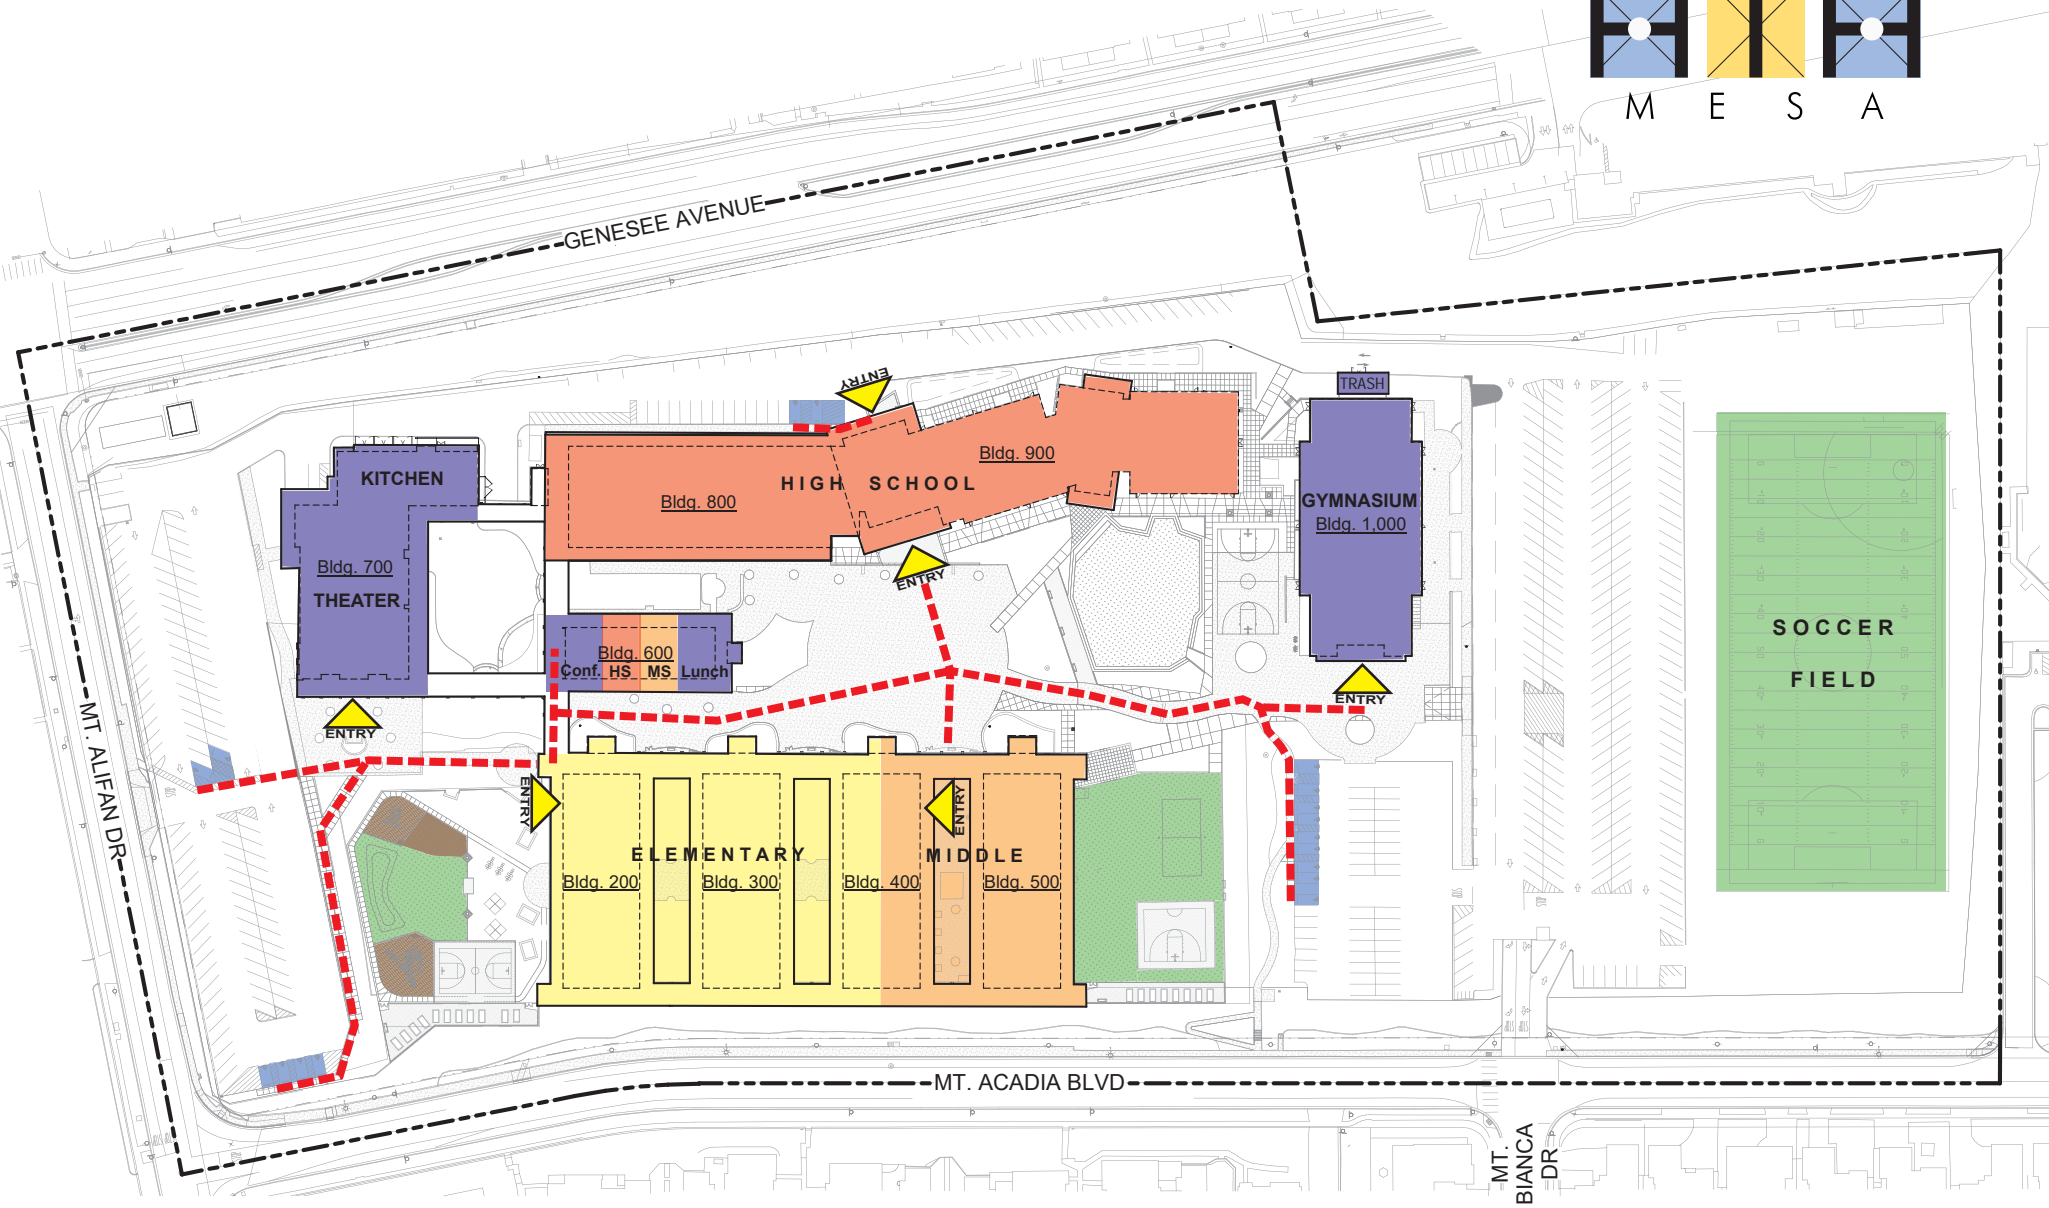 M E S A
GENESEE AVENUE
ENTRY
TRASH
KITCHEN
Bldg. 900
HIGH SCHOOL
Bldg. 800
GYMNASIUM
Bldg. 1,000
Bldg. 700
THEATER
ENTRY
SOCCER
FIELD
Bldg. 600
Conf. HS MS Lunch
ENTRY
ENTRY
MT. ALIFAN DR
ENTRY
ENTRY
ELEMENTARY
MIDDLE
Bldg. 200
Bldg. 300
Bldg. 400
Bldg. 500
MT. ACADIA BLVD
MT.
BIANCA
DR